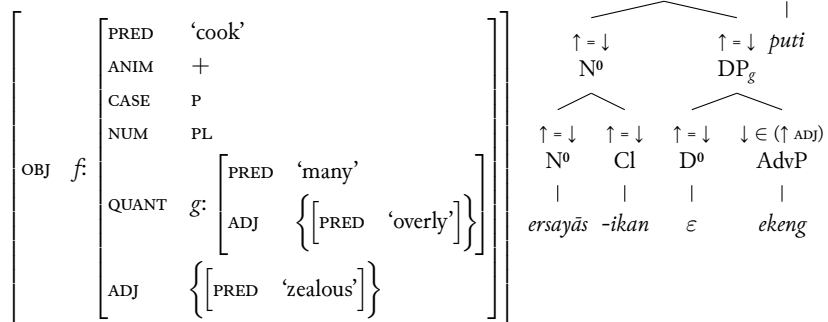 OBJ f:
PRED ‘cook’
ANIM +
CASE P
NUM PL
QUANT g:
PRED ‘many’
ADJ {[PRED ‘overly’]}
ADJ {[PRED ‘zealous’]}
↑ = ↓ ↑ = ↓ puti
N⁰ DP_g
↑ = ↓ ↑ = ↓ ↑ = ↓ ↓ ∈ (↑ ADJ)
N⁰ Cl D⁰ AdvP
ersayās -ikan ε ekeng